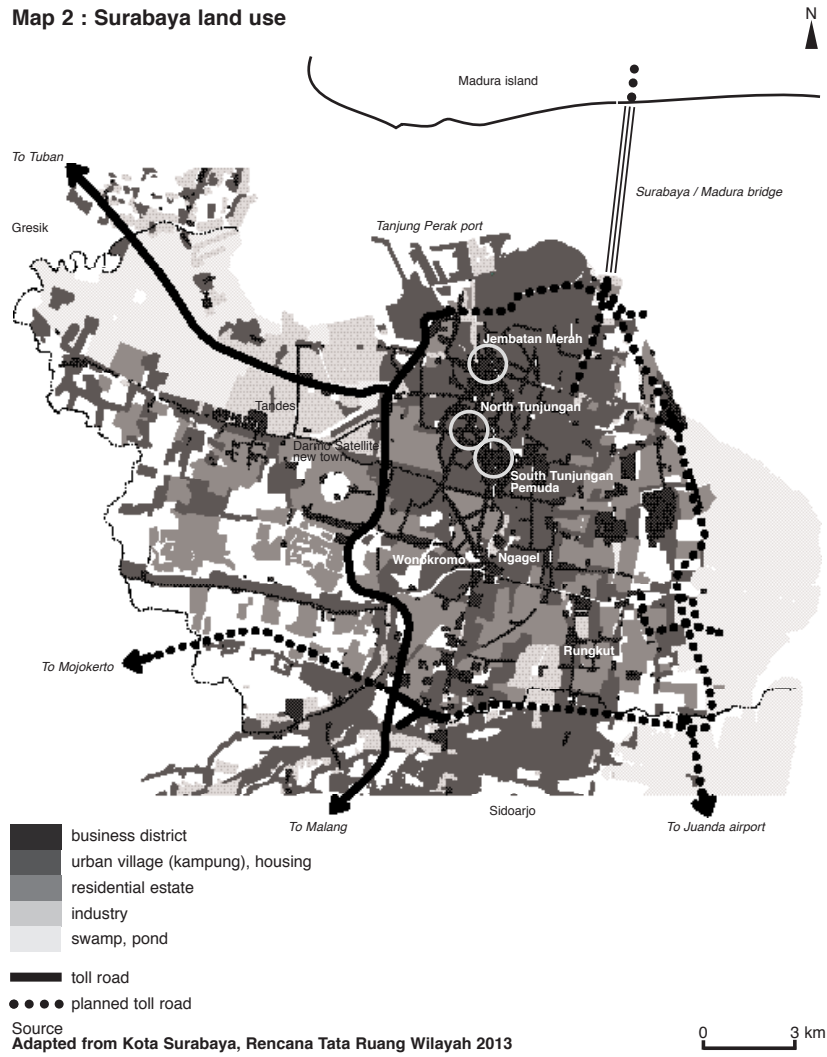 Map 2 : Surabaya land use
N
Madura island
To Tuban
Surabaya / Madura bridge
Gresik
Tanjung Perak port
Jembatan Merah
North Tunjungan
Tandes
Darmo Satellite
new town
South Tunjungan
Pemuda
Wonokromo
Ngagel
Rungkut
To Mojokerto
Sidoarjo
To Malang
To Juanda airport
business district
urban village (kampung), housing
residential estate
industry
swamp, pond
toll road
planned toll road
Source
Adapted from Kota Surabaya, Rencana Tata Ruang Wilayah 2013
0 3 km